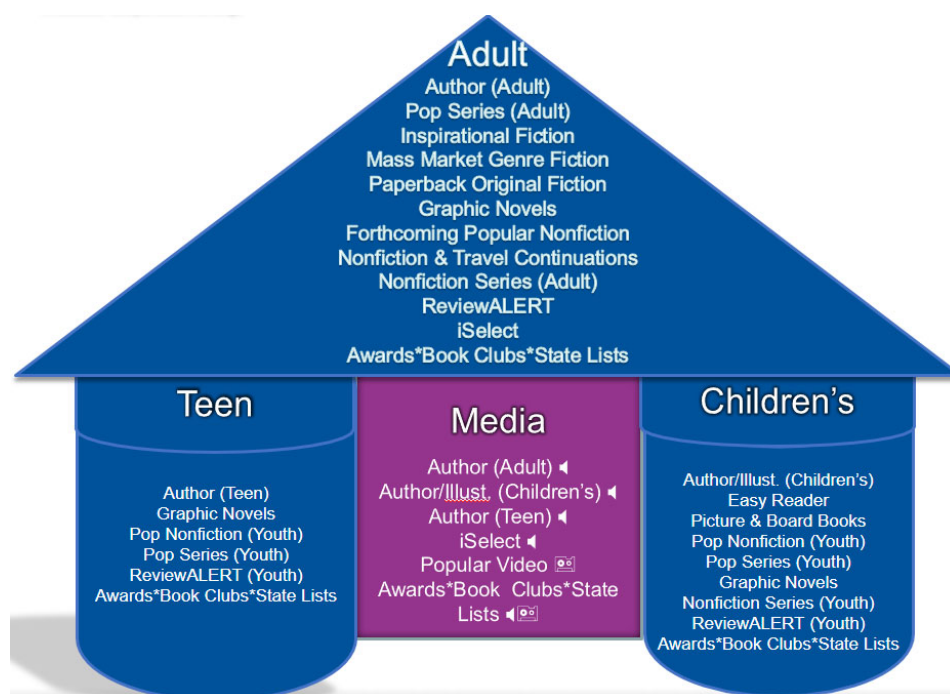 Adult
Author (Adult)
Pop Series (Adult)
Inspirational Fiction
Mass Market Genre Fiction
Paperback Original Fiction
Graphic Novels
Forthcoming Popular Nonfiction
Nonfiction & Travel Continuations
Nonfiction Series (Adult)
ReviewALERT
iSelect
Awards*Book Clubs*State Lists
Teen
Author (Teen)
Graphic Novels
Pop Nonfiction (Youth)
Pop Series (Youth)
ReviewALERT (Youth)
Awards*Book Clubs*State Lists
Media
Author (Adult)
Author/Illust. (Children's)
Author (Teen)
iSelect
Popular Video
Awards*Book Clubs*State
Lists
Children's
Author/Illust. (Children's)
Easy Reader
Picture & Board Books
Pop Nonfiction (Youth)
Pop Series (Youth)
Graphic Novels
Nonfiction Series (Youth)
ReviewALERT (Youth)
Awards*Book Clubs*State Lists